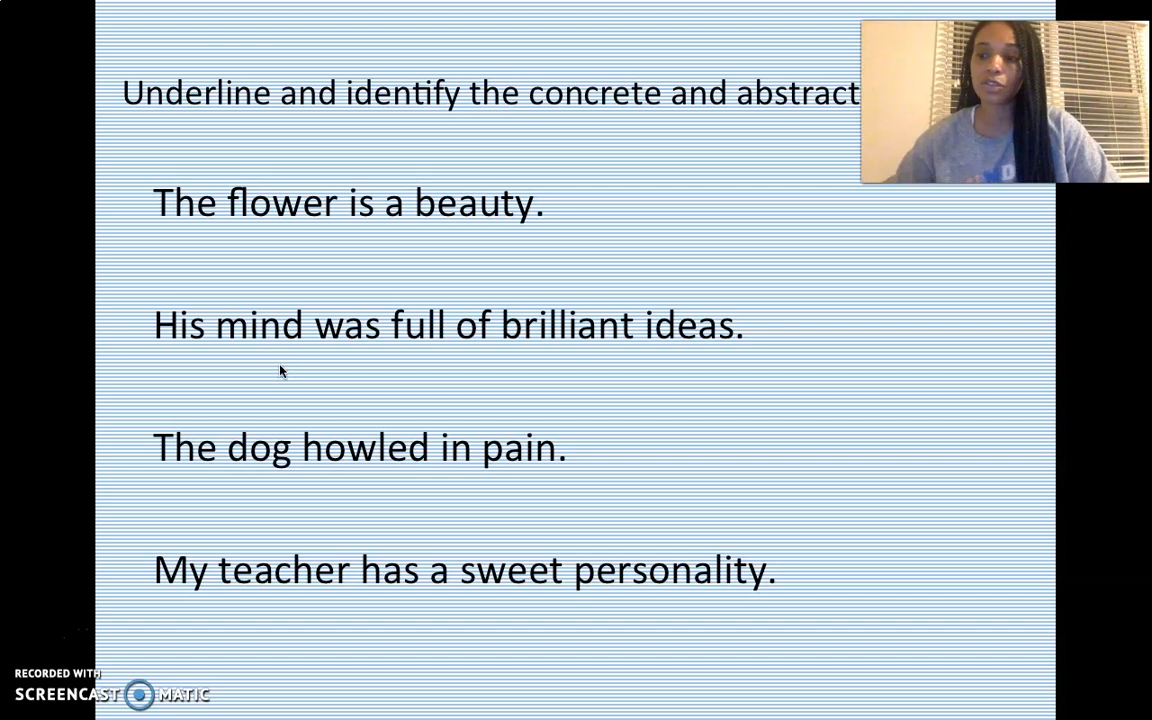 Underline and identify the concrete and abstract
The flower is a beauty.
His mind was full of brilliant ideas.
The dog howled in pain.
My teacher has a sweet personality.
RECORDED WITH
SCREENCAST MATIC